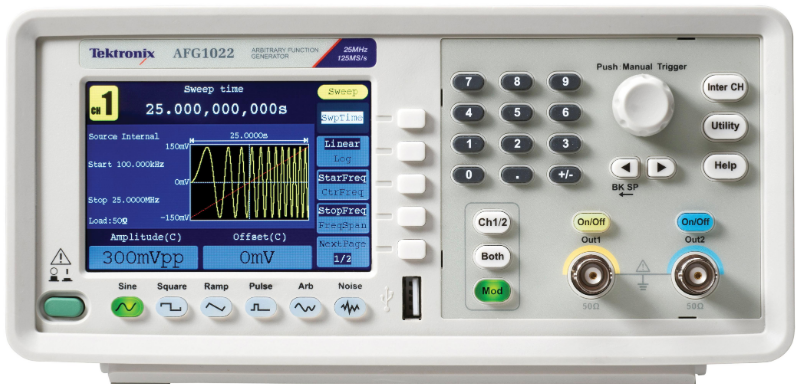 Tektronix AFG1022 ARBITRARY FUNCTION GENERATOR 25MHz 125MS/s
CH 1
Sweep time
25.000,000,000s
Sweep
SwpTime
Source Internal
25.0000s
150mV
Linear
Log
Start 100.000kHz
0mV
StarFreq
CtrFreq
Stop 25.0000MHz
StopFreq
FreqSpan
Load:50Ω
-150mV
Amplitude(C)
Offset(C)
NextPage
1/2
300mVpp
0mV
Sine Square Ramp Pulse Arb Noise
7 8 9
4 5 6
1 2 3
0 . +/-
Push Manual Trigger
Inter CH
Utility
Help
BK SP
Ch1/2
Both
Mod
On/Off
Out1
50Ω
On/Off
Out2
50Ω